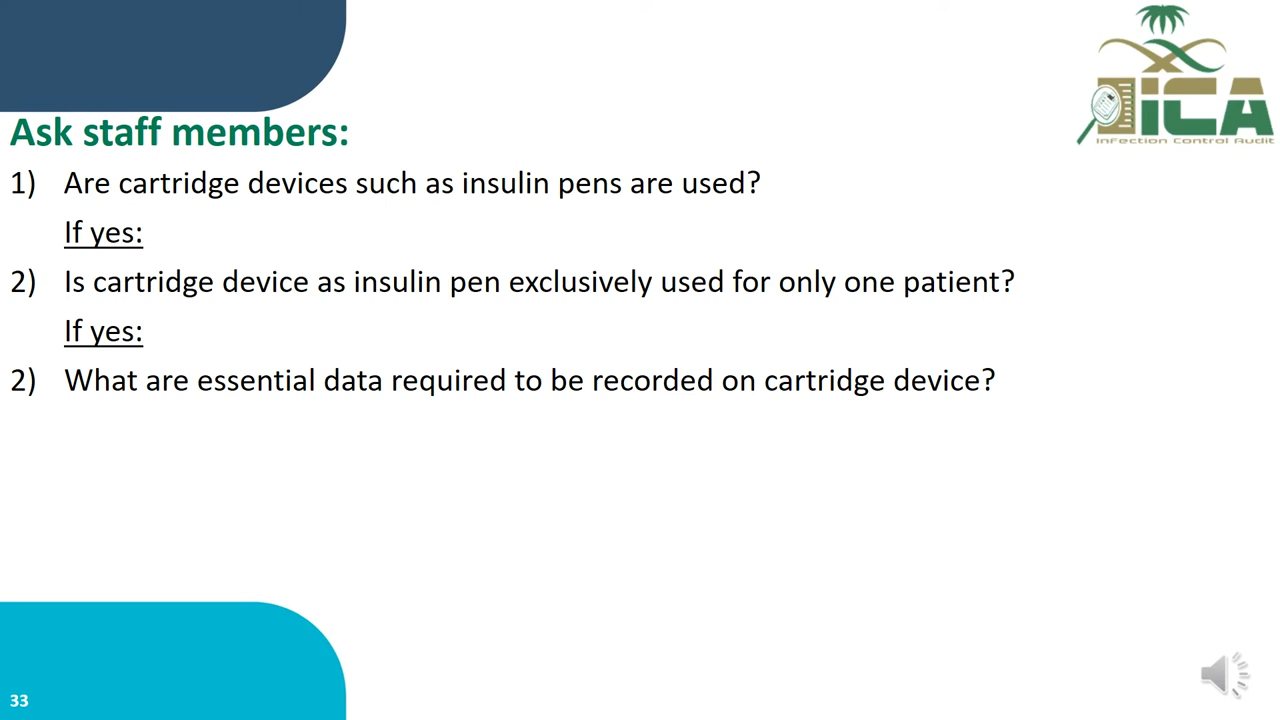 iCA
InFection Control Audit
Ask staff members:
1) Are cartridge devices such as insulin pens are used?
If yes:
2) Is cartridge device as insulin pen exclusively used for only one patient?
If yes:
2) What are essential data required to be recorded on cartridge device?
33